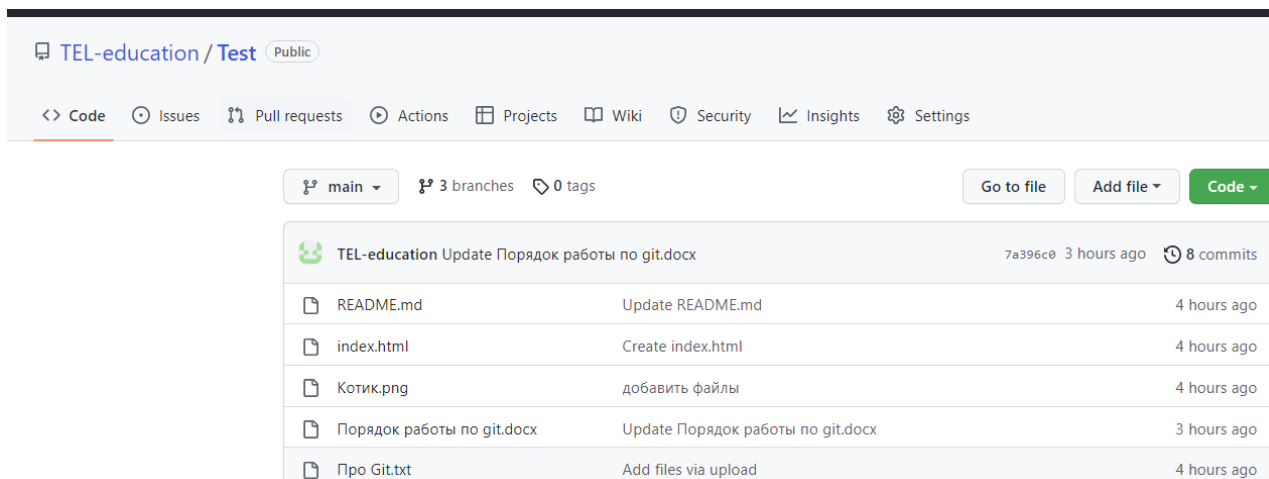 TEL-education / Test Public
Code Issues Pull requests Actions Projects Wiki Security Insights Settings
main 3 branches 0 tags Go to file Add file Code
TEL-education Update Порядок работы по git.docx 7a396c0 3 hours ago 8 commits
README.md Update README.md 4 hours ago
index.html Create index.html 4 hours ago
Котик.png добавить файлы 4 hours ago
Порядок работы по git.docx Update Порядок работы по git.docx 3 hours ago
Про Git.txt Add files via upload 4 hours ago